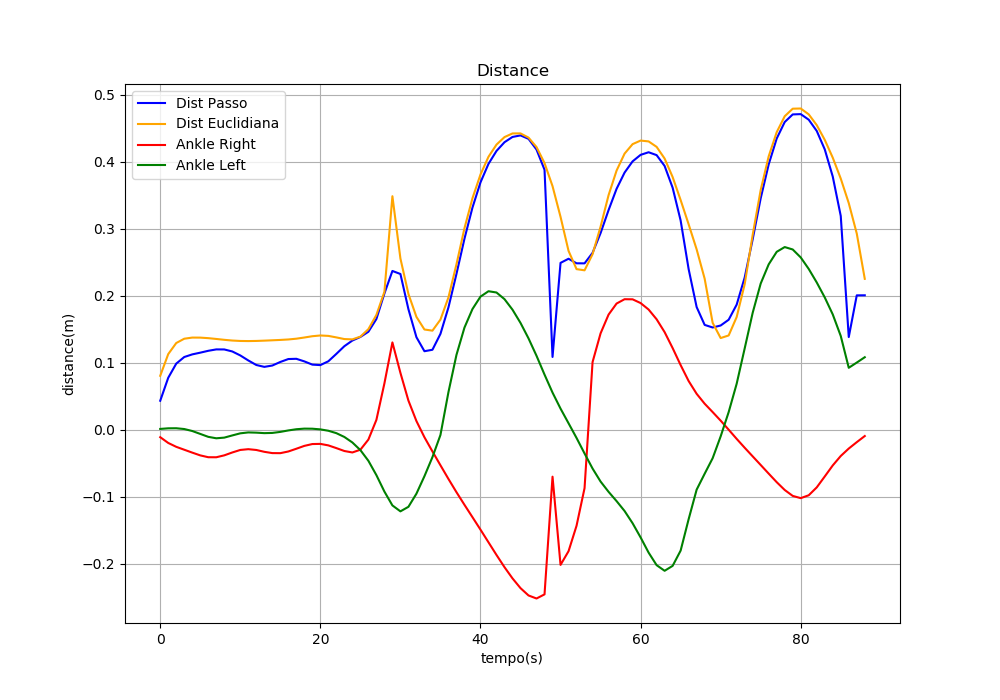 Distance
Dist Passo
Dist Euclidiana
Ankle Right
Ankle Left
distance(m)
0.5
0.4
0.3
0.2
0.1
0.0
−0.1
−0.2
0 20 40 60 80
tempo(s)